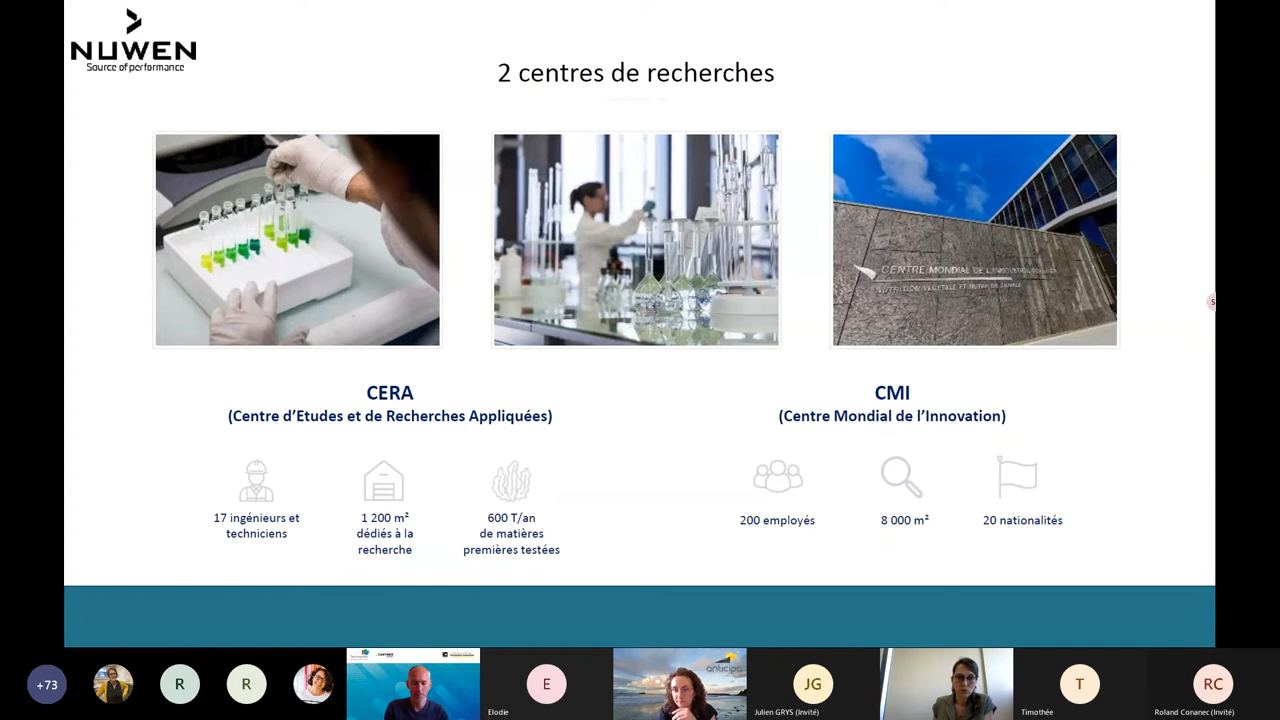 NUWEN
Source of performance
2 centres de recherches
CENTRE MONDIAL DE L'INNOVATION
NUTRITION VÉGÉTALE ET
CERA
(Centre d'Etudes et de Recherches Appliquées)
17 ingénieurs et
techniciens
1 200 m²
dédiés à la
recherche
600 T/an
de matières
premières testées
CMI
(Centre Mondial de l'Innovation)
200 employés
8 000 m²
20 nationalités
S
+73
R
R
E
Elodie
anticipa
JG
Julien GRYS (Invité)
T
Timothée
RC
Roland Conanec (Invité)